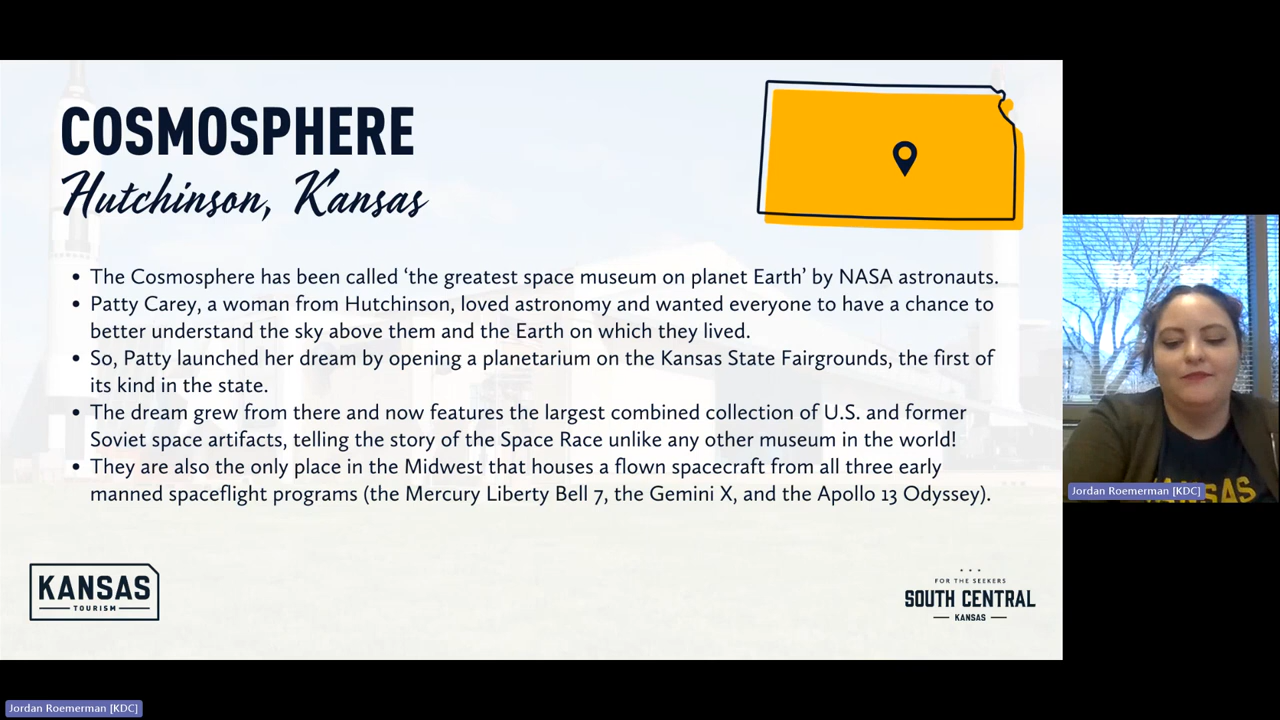 COSMOSPHERE
Hutchinson, Kansas
• The Cosmosphere has been called ‘the greatest space museum on planet Earth’ by NASA astronauts.
• Patty Carey, a woman from Hutchinson, loved astronomy and wanted everyone to have a chance to
better understand the sky above them and the Earth on which they lived.
• So, Patty launched her dream by opening a planetarium on the Kansas State Fairgrounds, the first of
its kind in the state.
• The dream grew from there and now features the largest combined collection of U.S. and former
Soviet space artifacts, telling the story of the Space Race unlike any other museum in the world!
• They are also the only place in the Midwest that houses a flown spacecraft from all three early
manned spaceflight programs (the Mercury Liberty Bell 7, the Gemini X, and the Apollo 13 Odyssey).
KANSAS
TOURISM
FOR THE SEEKERS
SOUTH CENTRAL
KANSAS
Jordan Roemerman [KDC]
KANSAS
Jordan Roemerman [KDC]